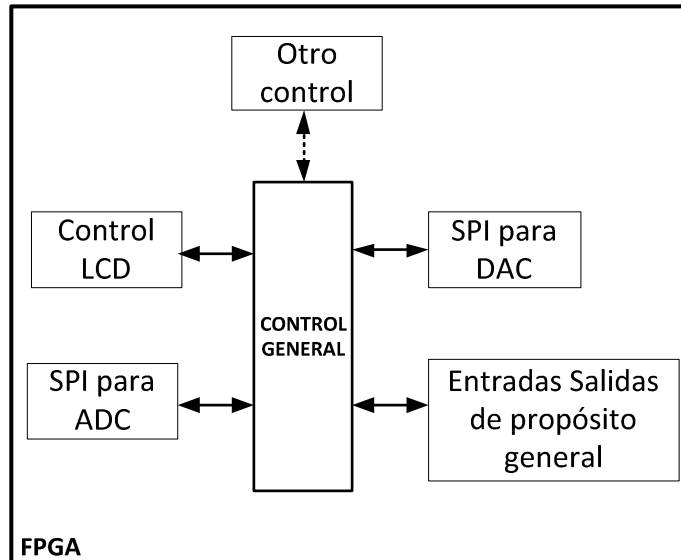 Otro
control
Control
LCD
SPI para
DAC
CONTROL
GENERAL
SPI para
ADC
Entradas Salidas
de propósito
general
FPGA